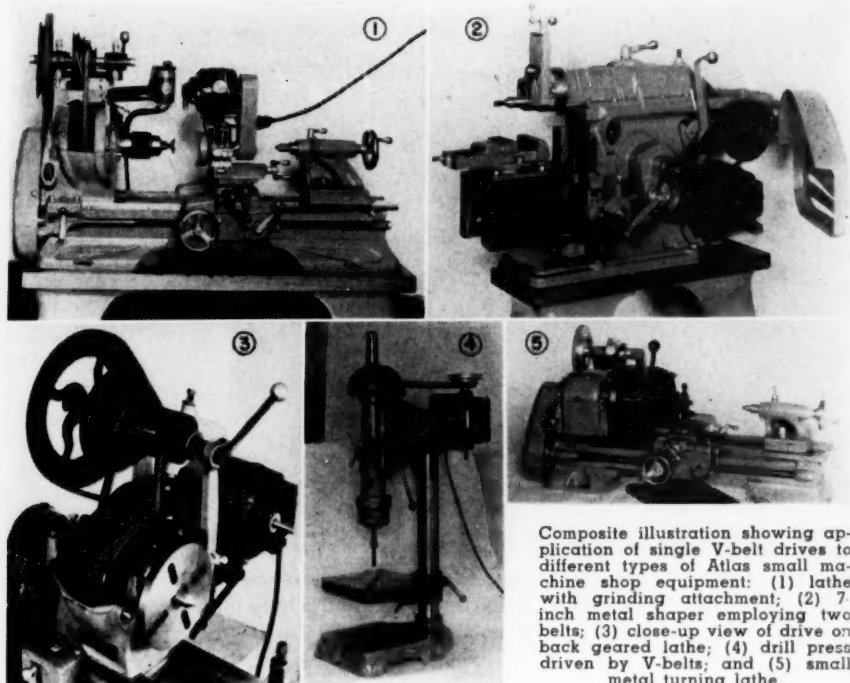 ①
②
③
④
⑤
Composite illustration showing ap-
plication of single V-belt drives to
different types of Atlas small ma-
chine shop equipment: (1) lathe
with grinding attachment; (2) 7-
inch metal shaper employing two
belts; (3) close-up view of drive on
back geared lathe; (4) drill press
driven by V-belts; and (5) small
metal turning lathe